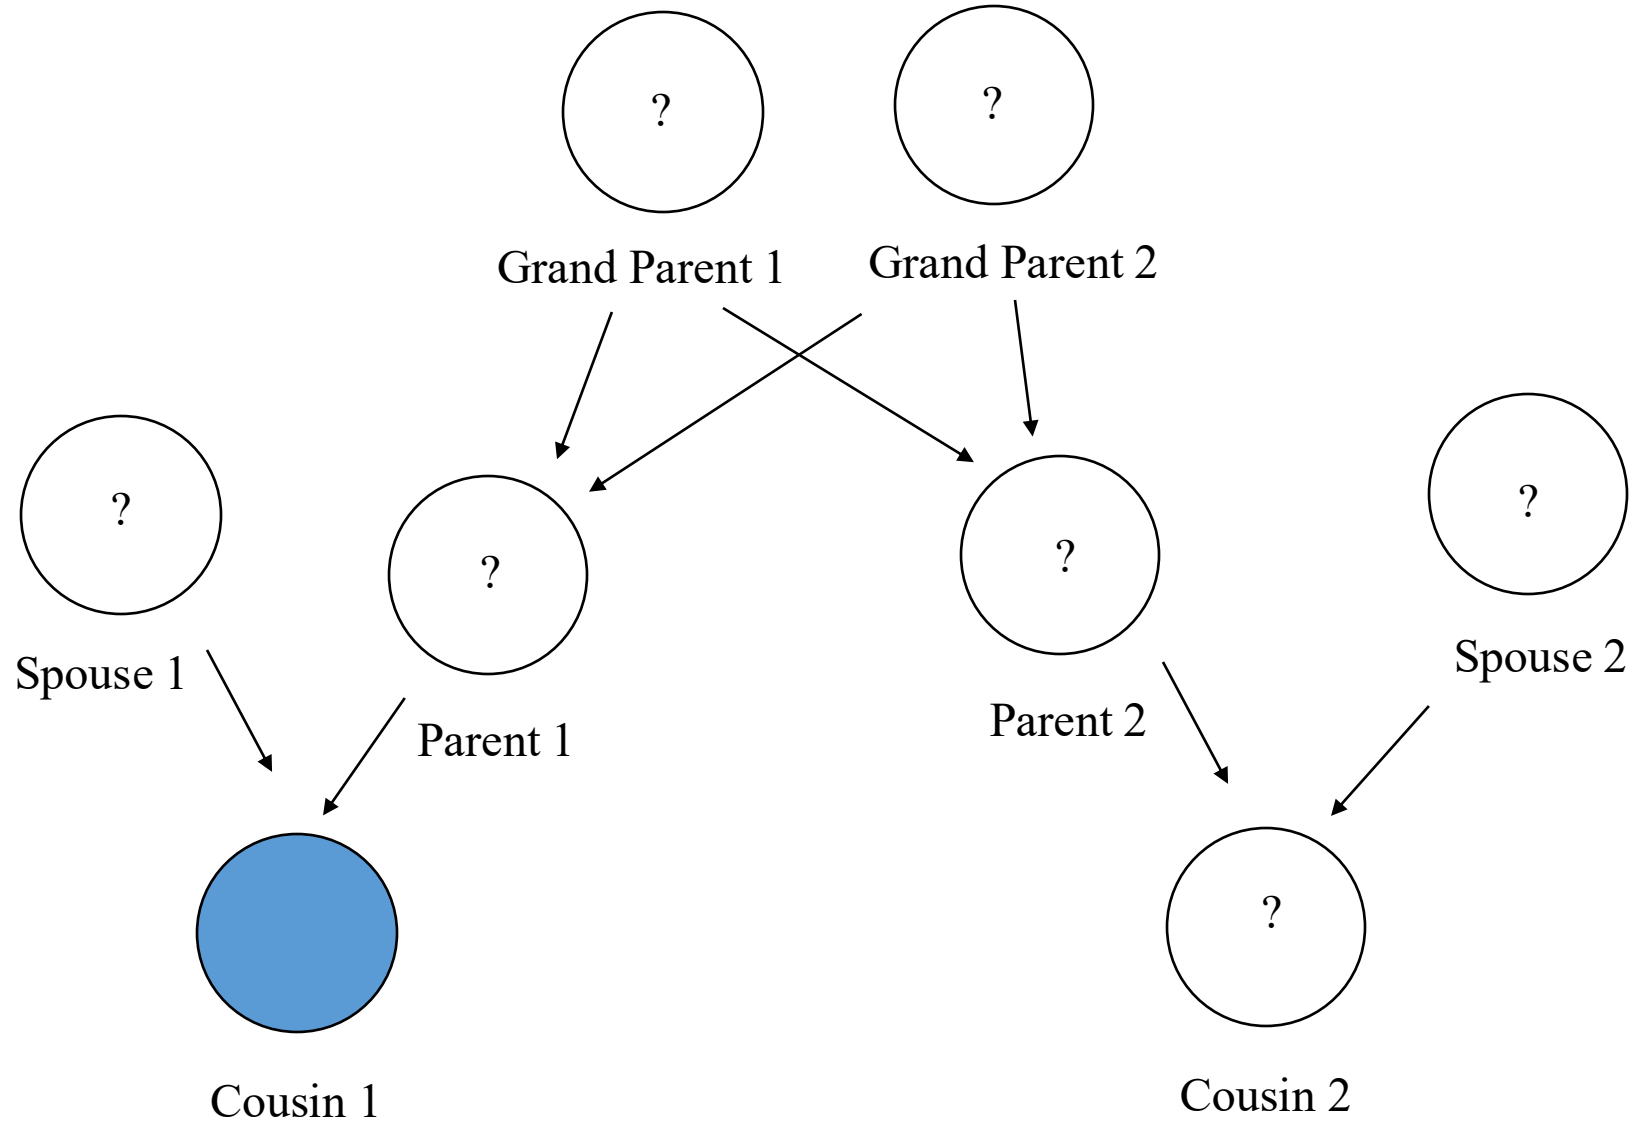 ?
?
Grand Parent 1
Grand Parent 2
?
?
?
?
Spouse 1
Parent 1
Parent 2
Spouse 2
?
Cousin 1
Cousin 2